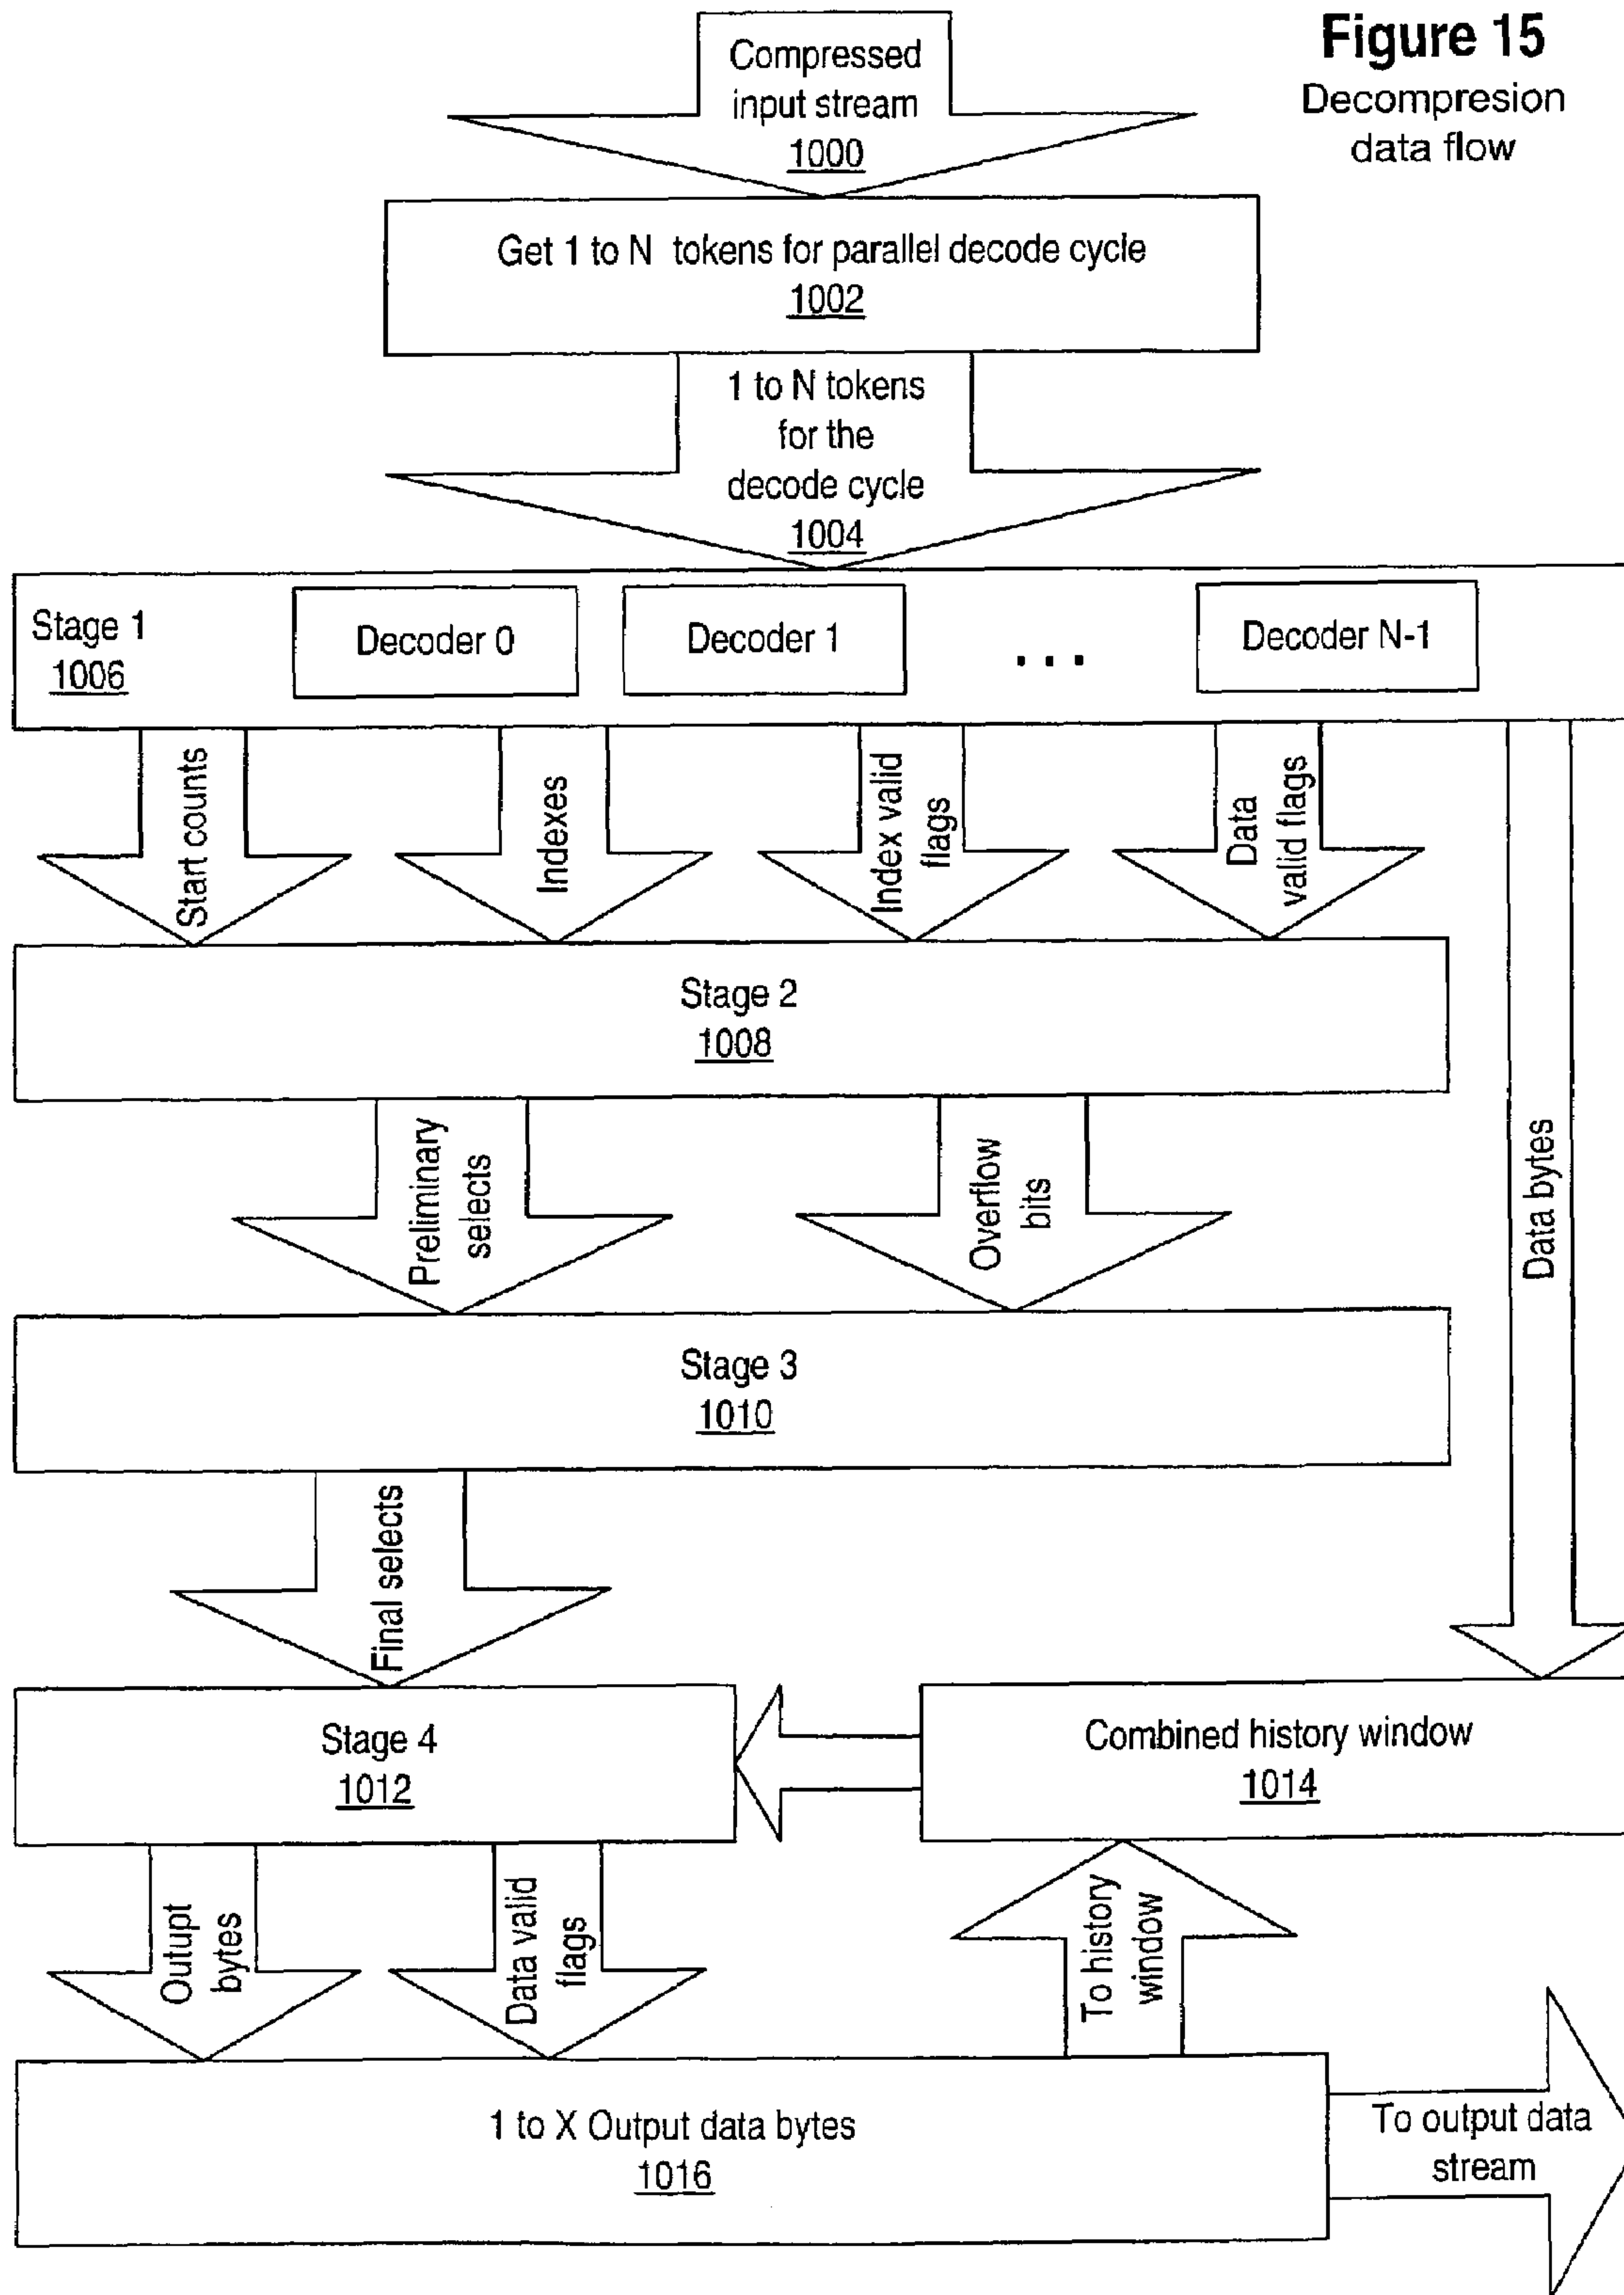 Figure 15
Decompresion
data flow
Compressed
input stream
1000
Get 1 to N tokens for parallel decode cycle
1002
1 to N tokens
for the
decode cycle
1004
Stage 1
1006
Decoder 0
Decoder 1
...
Decoder N-1
Start counts
Indexes
Index valid
flags
Data
valid flags
Data bytes
Stage 2
1008
Preliminary
selects
Overflow
bits
Stage 3
1010
Final selects
Stage 4
1012
Combined history window
1014
Outupt
bytes
Data valid
flags
To history
window
1 to X Output data bytes
1016
To output data
stream